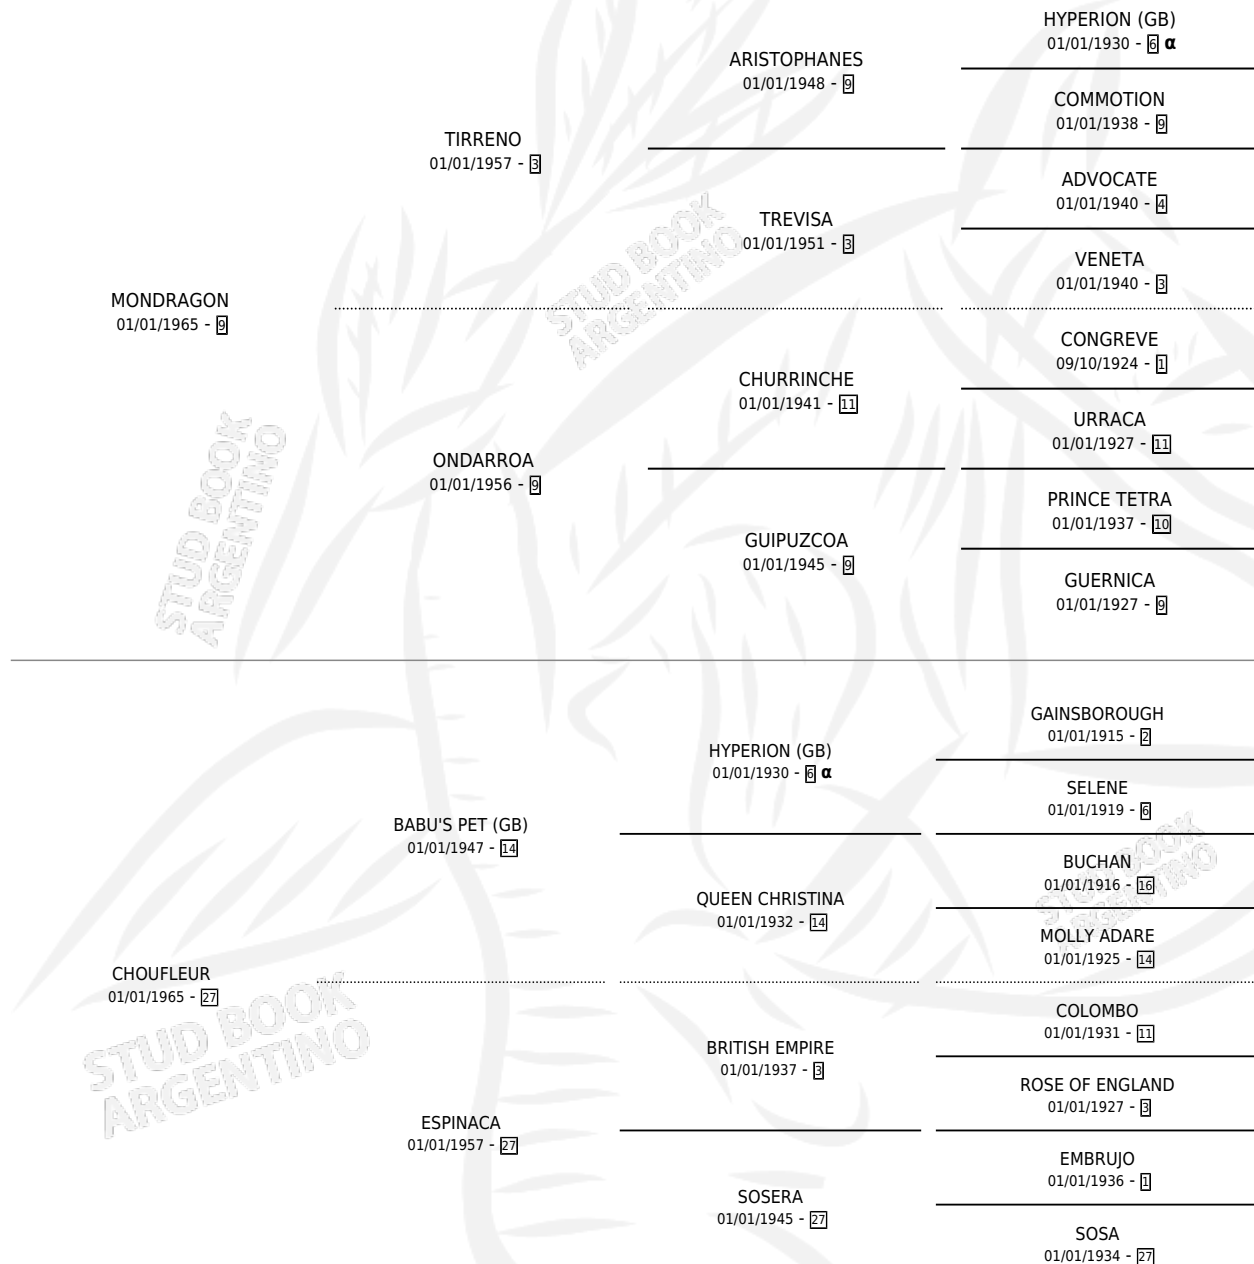 HYPERION (GB)
01/01/1930 - 6 α
ARISTOPHANES
01/01/1948 - 9
COMMOTION
01/01/1938 - 9
TIRRENO
01/01/1957 - 3
ADVOCATE
01/01/1940 - 4
TREVISA
01/01/1951 - 3
VENETA
01/01/1940 - 3
MONDRAGON
01/01/1965 - 9
CONGREVE
09/10/1924 - 1
CHURRINCHE
01/01/1941 - 11
URRACA
01/01/1927 - 11
ONDARROA
01/01/1956 - 9
PRINCE TETRA
01/01/1937 - 10
GUIPUZCOA
01/01/1945 - 9
GUERNICA
01/01/1927 - 9
GAINSBOROUGH
01/01/1915 - 2
HYPERION (GB)
01/01/1930 - 6 α
SELENE
01/01/1919 - 6
BABU'S PET (GB)
01/01/1947 - 14
BUCHAN
01/01/1916 - 16
QUEEN CHRISTINA
01/01/1932 - 14
MOLLY ADARE
01/01/1925 - 14
CHOUFLEUR
01/01/1965 - 27
COLOMBO
01/01/1931 - 11
BRITISH EMPIRE
01/01/1937 - 3
ROSE OF ENGLAND
01/01/1927 - 3
ESPINACA
01/01/1957 - 27
EMBRUJO
01/01/1936 - 1
SOSERA
01/01/1945 - 27
SOSA
01/01/1934 - 27
STUD BOOK
ARGENTINO
STUD BOOK
ARGENTINO
STUD BOOK
ARGENTINO
STUD BOOK
ARGENTINO